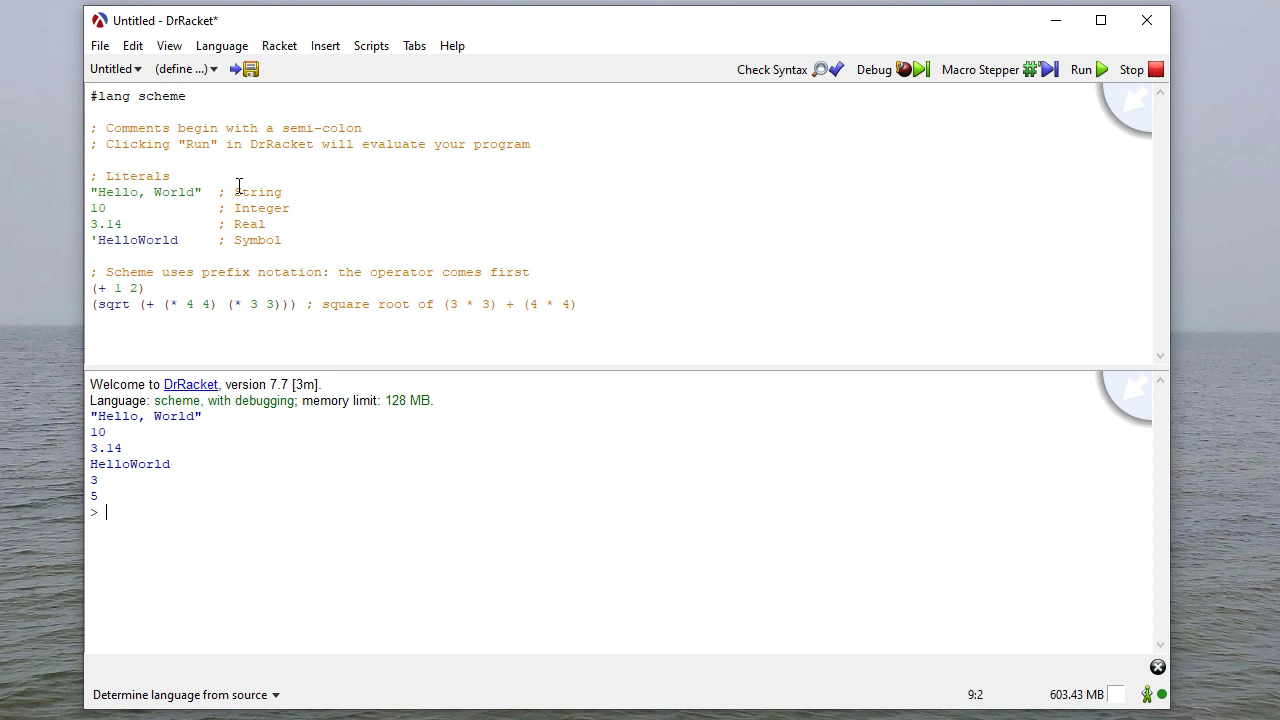 Untitled - DrRacket*
File Edit View Language Racket Insert Scripts Tabs Help
Untitled (define ...) Check Syntax Debug Macro Stepper Run Stop
#lang scheme
; Comments begin with a semi-colon
; Clicking "Run" in DrRacket will evaluate your program
; Literals
"Hello, World" ; String
10 ; Integer
3.14 ; Real
'HelloWorld ; Symbol
; Scheme uses prefix notation: the operator comes first
(+ 1 2)
(sqrt (+ (* 4 4) (* 3 3))) ; square root of (3 * 3) + (4 * 4)
Welcome to DrRacket, version 7.7 [3m].
Language: scheme, with debugging; memory limit: 128 MB.
"Hello, World"
10
3.14
HelloWorld
3
5
>
Determine language from source 9:2 603.43 MB